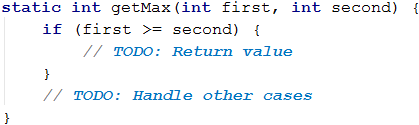 static int getMax(int first, int second) {
    if (first >= second) {
        // TODO: Return value
    }
    // TODO: Handle other cases
}